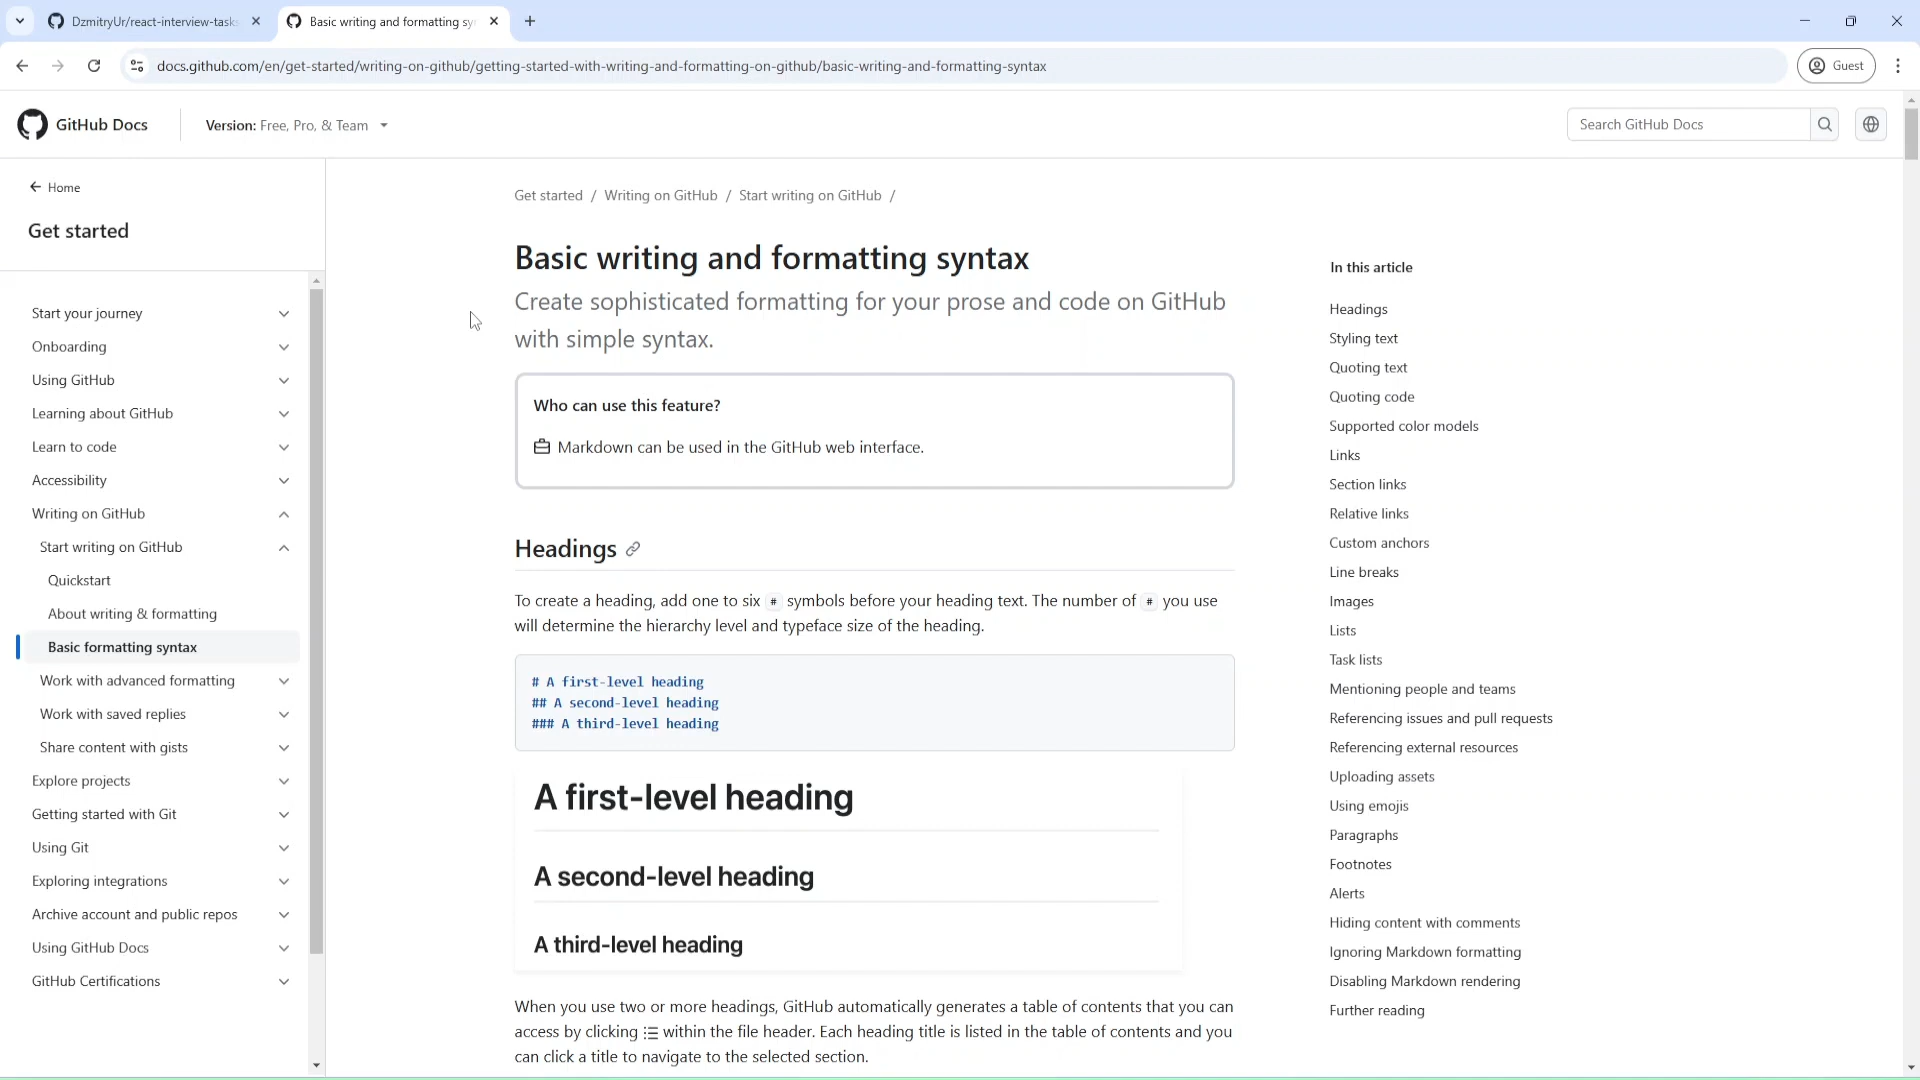 DzmitryUr/react-interview-tasks
Basic writing and formatting sy
docs.github.com/en/get-started/writing-on-github/getting-started-with-writing-and-formatting-on-github/basic-writing-and-formatting-syntax
Guest
GitHub Docs
Version: Free, Pro, & Team
Search GitHub Docs
Home
Get started
Start your journey
Onboarding
Using GitHub
Learning about GitHub
Learn to code
Accessibility
Writing on GitHub
Start writing on GitHub
Quickstart
About writing & formatting
Basic formatting syntax
Work with advanced formatting
Work with saved replies
Share content with gists
Explore projects
Getting started with Git
Using Git
Exploring integrations
Archive account and public repos
Using GitHub Docs
GitHub Certifications
Get started / Writing on GitHub / Start writing on GitHub /
Basic writing and formatting syntax
Create sophisticated formatting for your prose and code on GitHub
with simple syntax.
Who can use this feature?
Markdown can be used in the GitHub web interface.
Headings
To create a heading, add one to six # symbols before your heading text. The number of # you use
will determine the hierarchy level and typeface size of the heading.
# A first-level heading
## A second-level heading
### A third-level heading
A first-level heading
A second-level heading
A third-level heading
When you use two or more headings, GitHub automatically generates a table of contents that you can
access by clicking within the file header. Each heading title is listed in the table of contents and you
can click a title to navigate to the selected section.
In this article
Headings
Styling text
Quoting text
Quoting code
Supported color models
Links
Section links
Relative links
Custom anchors
Line breaks
Images
Lists
Task lists
Mentioning people and teams
Referencing issues and pull requests
Referencing external resources
Uploading assets
Using emojis
Paragraphs
Footnotes
Alerts
Hiding content with comments
Ignoring Markdown formatting
Disabling Markdown rendering
Further reading